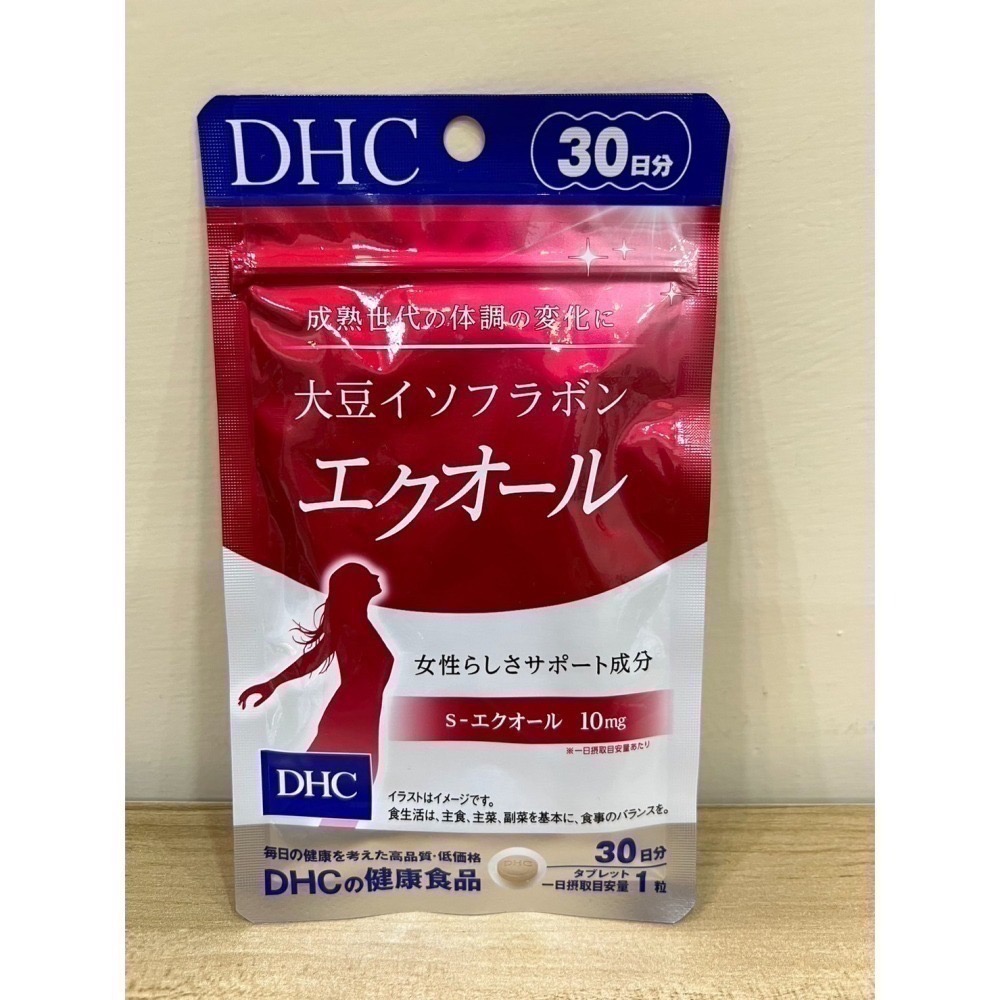 DHC
30日分
成熟世代の体調の変化に
大豆イソフラボン
エクオール
女性らしさサポート成分
S-エクオール 10mg
※一日摂取目安量あたり
DHC
イラストはイメージです。
食生活は、主食、主菜、副菜を基本に、食事のバランスを。
毎日の健康を考えた高品質・低価格
DHCの健康食品
DHC
30日分
タブレット
一日摂取目安量 1粒